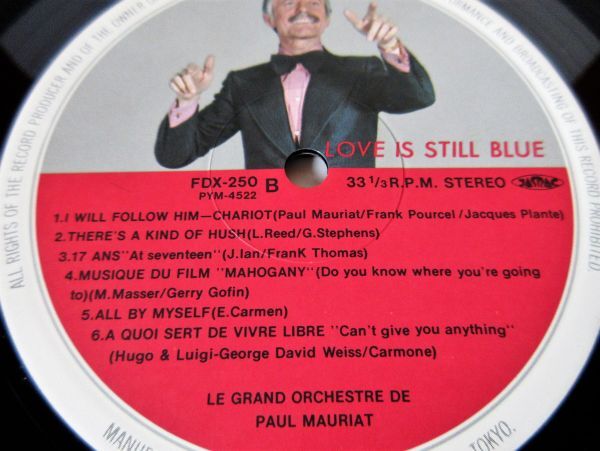 ALL RIGHTS OF THE RECORD PRODUCER AND OF THE OWNER
FORMANCE AND BROADCASTING OF THIS RECORD PROHIBITED.
LOVE IS STILL BLUE
FDX-250 B 33 1/3 R.P.M. STEREO JASRAC
PYM-4522
1.I WILL FOLLOW HIM—CHARIOT(Paul Mauriat/Frank Pourcel/Jacques Plante)
2.THERE'S A KIND OF HUSH(L.Reed/G.Stephens)
3.17 ANS"At seventeen"(J.Ian/FranK Thomas)
4.MUSIQUE DU FILM "MAHOGANY"(Do you know where you're going
to)(M.Masser/Gerry Gofin)
5.ALL BY MYSELF(E.Carmen)
6.A QUOI SERT DE VIVRE LIBRE "Can't give you anything"
(Hugo & Luigi-George David Weiss/Carmone)
LE GRAND ORCHESTRE DE
PAUL MAURIAT
MANUF
TOKYO.